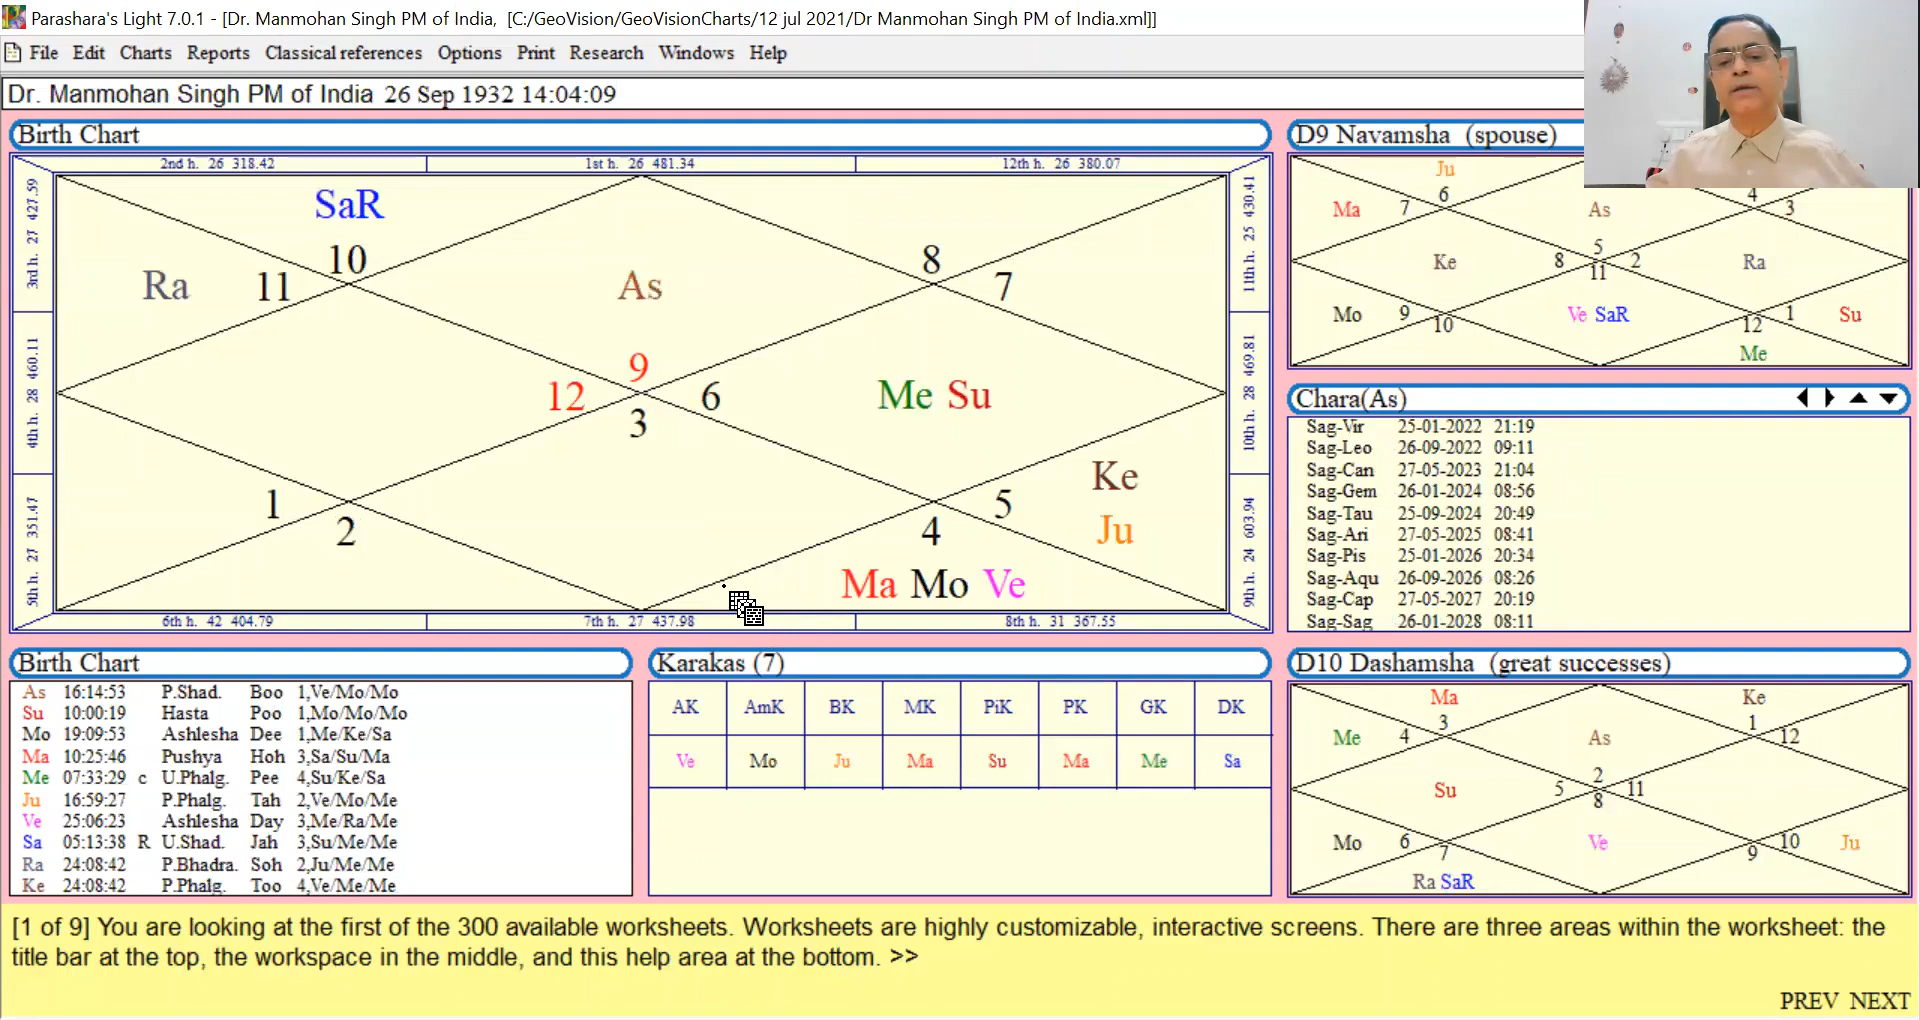 Parashara's Light 7.0.1 - [Dr. Manmohan Singh PM of India,  [C:/GeoVision/GeoVisionCharts/12 jul 2021/Dr Manmohan Singh PM of India.xml]]
File Edit Charts Reports Classical references Options Print Research Windows Help
Dr. Manmohan Singh PM of India 26 Sep 1932 14:04:09
Birth Chart
2nd h. 26 318.42
1st h. 26 481.34
12th h. 26 380.07
3rd h. 27 427.59
4th h. 28 460.11
5th h. 27 351.47
11th h. 25 430.41
10th h. 28 469.81
9th h. 24 603.94
6th h. 42 404.79
7th h. 27 437.98
8th h. 31 367.55
SaR
10
8
Ra 11
As
7
9
12 6
Me Su
3
Ke
1
5
Ju
2
4
Ma Mo Ve
D9 Navamsha (spouse)
Ju
6
4
Ma 7
As
3
5
Ke
8 2
Ra
11
Mo 9
Ve SaR
1 Su
10
12
Me
Chara(As)
Sag-Vir 25-01-2022 21:19
Sag-Leo 26-09-2022 09:11
Sag-Can 27-05-2023 21:04
Sag-Gem 26-01-2024 08:56
Sag-Tau 25-09-2024 20:49
Sag-Ari 27-05-2025 08:41
Sag-Pis 25-01-2026 20:34
Sag-Aqu 26-09-2026 08:26
Sag-Cap 27-05-2027 20:19
Sag-Sag 26-01-2028 08:11
Birth Chart
As 16:14:53 P.Shad. Boo 1,Ve/Mo/Mo
Su 10:00:19 Hasta Poo 1,Mo/Mo/Mo
Mo 19:09:53 Ashlesha Dee 1,Me/Ke/Sa
Ma 10:25:46 Pushya Hoh 3,Sa/Su/Ma
Me 07:33:29 c U.Phalg. Pee 4,Su/Ke/Sa
Ju 16:59:27 P.Phalg. Tah 2,Ve/Mo/Me
Ve 25:06:23 Ashlesha Day 3,Me/Ra/Me
Sa 05:13:38 R U.Shad. Jah 3,Su/Me/Me
Ra 24:08:42 P.Bhadra. Soh 2,Ju/Me/Me
Ke 24:08:42 P.Phalg. Too 4,Ve/Me/Me
Karakas (7)
AK AmK BK MK PiK PK GK DK
Ve Mo Ju Ma Su Ma Me Sa
D10 Dashamsha (great successes)
Ma
Ke
3
1
Me 4
As
12
2
Su
5 11
8
Mo 6
Ve
10 Ju
7
9
Ra SaR
[1 of 9] You are looking at the first of the 300 available worksheets. Worksheets are highly customizable, interactive screens. There are three areas within the worksheet: the
title bar at the top, the workspace in the middle, and this help area at the bottom. >>
PREV NEXT